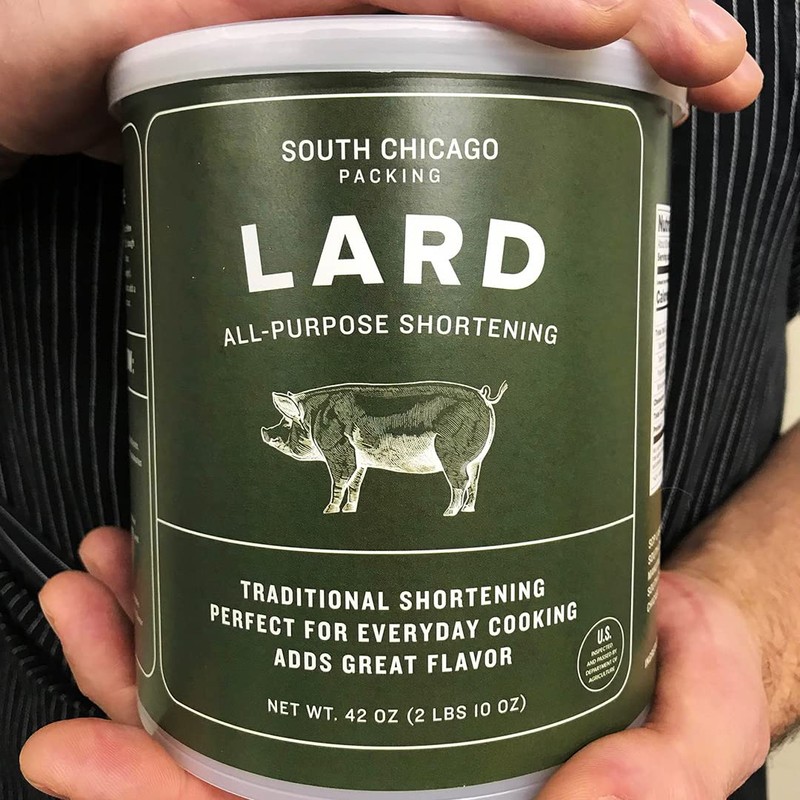 SOUTH CHICAGO
PACKING
LARD
ALL-PURPOSE SHORTENING
TRADITIONAL SHORTENING
PERFECT FOR EVERYDAY COOKING
ADDS GREAT FLAVOR
NET WT. 42 OZ (2 LBS 10 OZ)
U.S.
INSPECTED
AND PASSED BY
DEPARTMENT OF
AGRICULTURE